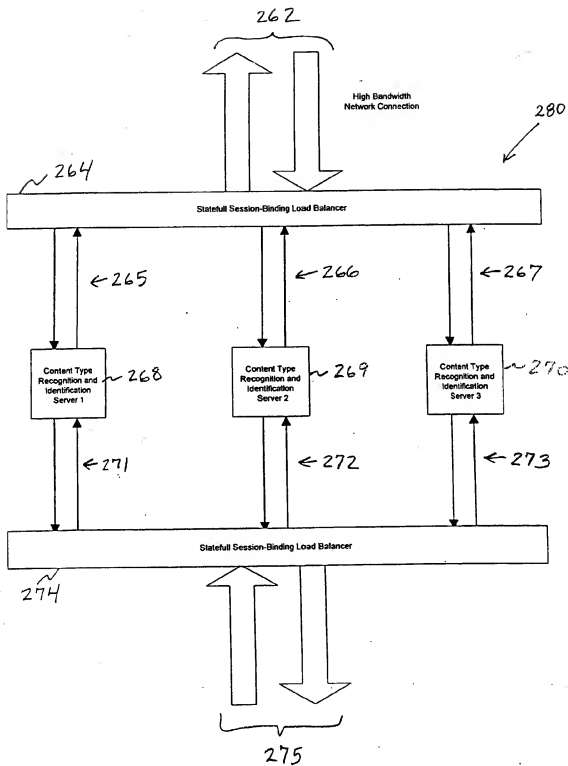 262
High Bandwidth
Network Connection
280
264
Statefull Session-Binding Load Balancer
265
266
267
Content Type
Recognition and
Identification
Server 1
268
Content Type
Recognition and
Identification
Server 2
269
Content Type
Recognition and
Identification
Server 3
270
271
272
273
Statefull Session-Binding Load Balancer
274
275